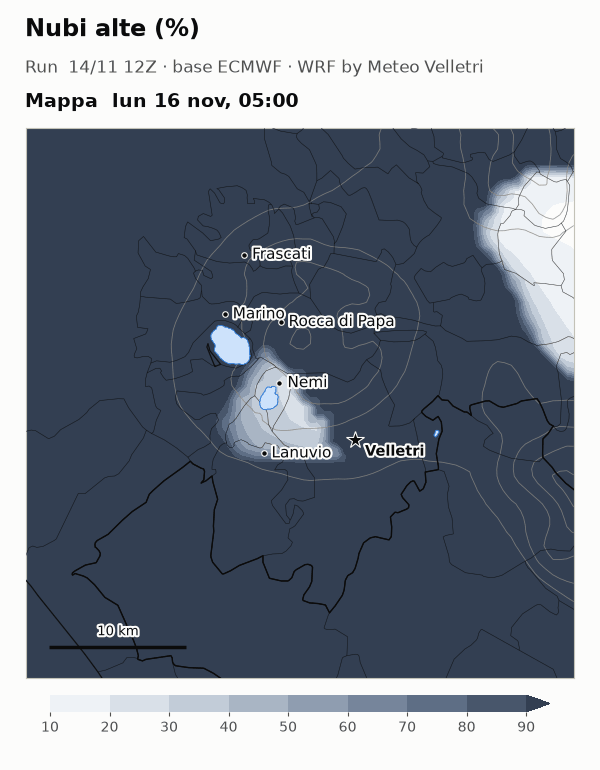 Nubi alte (%)
Run  14/11 12Z · base ECMWF · WRF by Meteo Velletri
Mappa  lun 16 nov, 05:00
Frascati
Marino
Rocca di Papa
Nemi
Velletri
Lanuvio
10 km
10 20 30 40 50 60 70 80 90